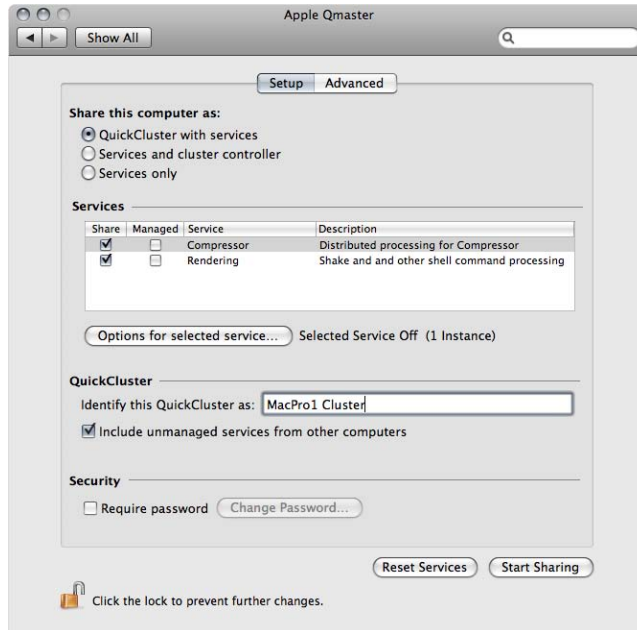 Apple Qmaster
Show All
Setup Advanced
Share this computer as:
QuickCluster with services
Services and cluster controller
Services only
Services
Share Managed Service Description
Compressor Distributed processing for Compressor
Rendering Shake and and other shell command processing
Options for selected service... Selected Service Off (1 Instance)
QuickCluster
Identify this QuickCluster as: MacPro1 Cluster
Include unmanaged services from other computers
Security
Require password Change Password...
Reset Services Start Sharing
Click the lock to prevent further changes.